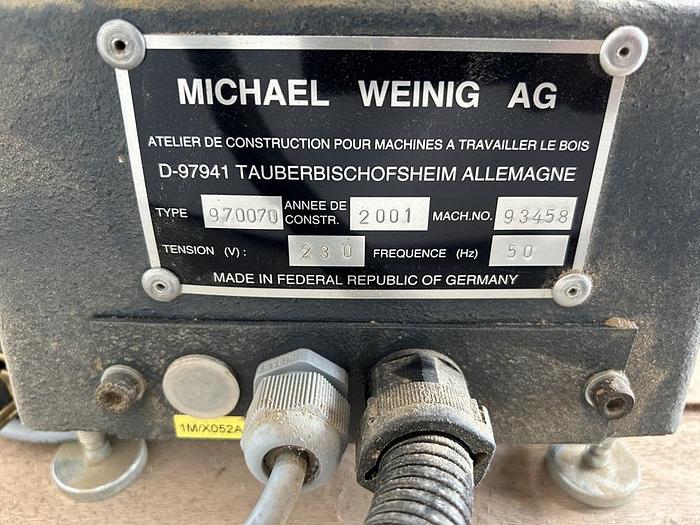 MICHAEL WEINIG AG
ATELIER DE CONSTRUCTION POUR MACHINES A TRAVAILLER LE BOIS
D-97941 TAUBERBISCHOFSHEIM ALLEMAGNE
TYPE 970070 ANNEE DE CONSTR. 2001 MACH.NO. 93458
TENSION (V): 230 FREQUENCE (Hz) 50
MADE IN FEDERAL REPUBLIC OF GERMANY
1M/X052A